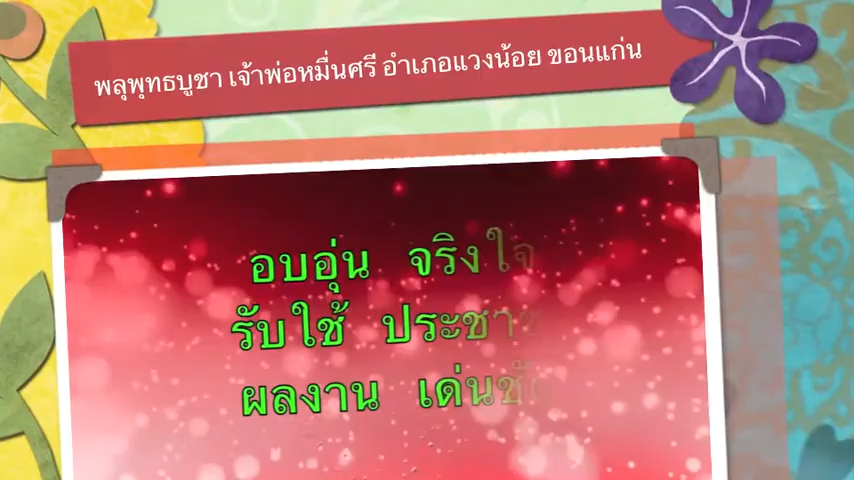 พลุพุทธบูชา เจ้าพ่อหมื่นศรี อำเภอแวงน้อย ขอนแก่น
อบอุ่น จริงใจ
รับใช้
ผลงาน